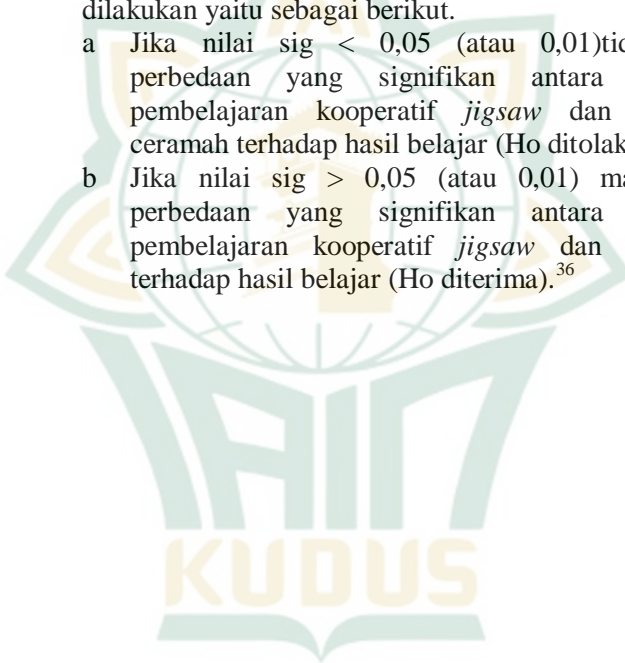 dilakukan yaitu sebagai berikut.
a Jika nilai sig < 0,05 (atau 0,01)
perbedaan yang signifikan antara
pembelajaran kooperatif jigsaw dan
ceramah terhadap hasil belajar (Ho ditolak
b Jika nilai sig > 0,05 (atau 0,01)
perbedaan yang signifikan antara
pembelajaran kooperatif jigsaw dan
terhadap hasil belajar (Ho diterima).36
IAIN
KUDUS